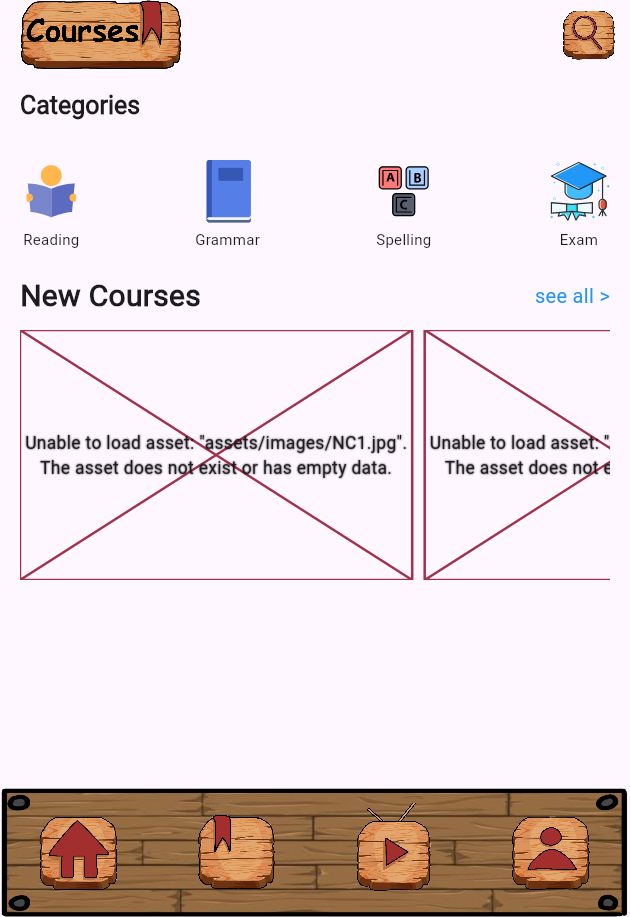 Courses
Categories
Reading
Grammar
A B
C
Spelling
Exam
New Courses
see all >
Unable to load asset: "assets/images/NC1.jpg".
The asset does not exist or has empty data.
Unable to load asset: "
The asset does not e